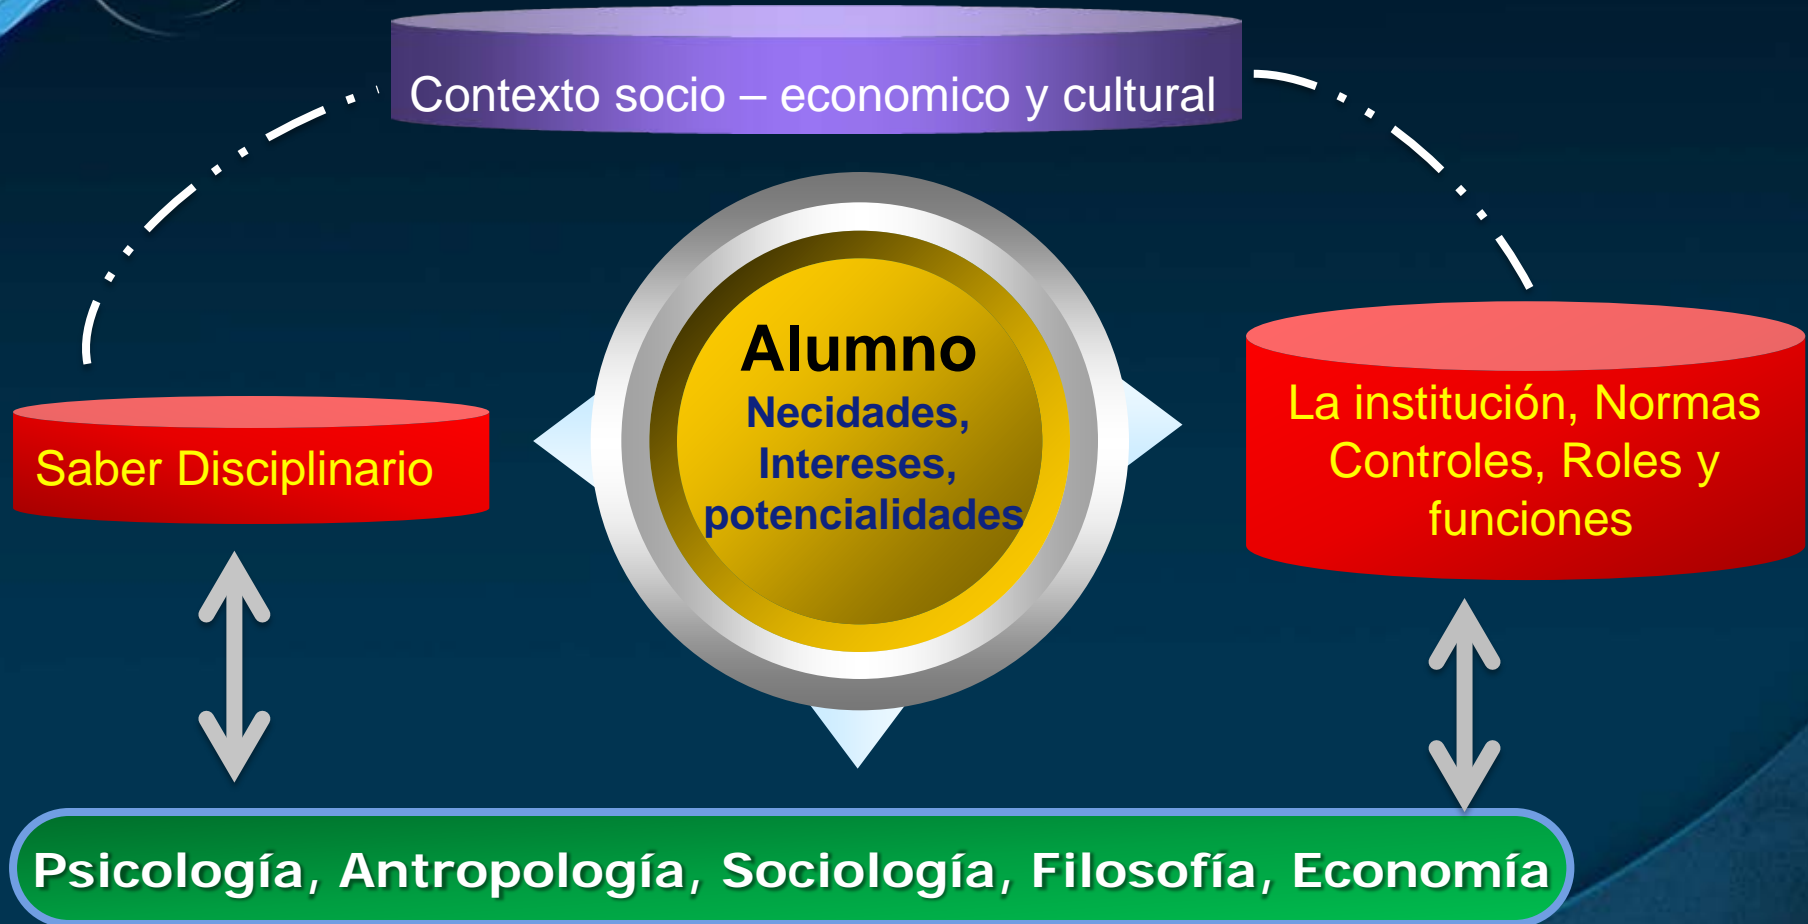 Contexto socio – economico y cultural
Alumno
Necidades,
Intereses,
potencialidades
Saber Disciplinario
La institución, Normas
Controles, Roles y
funciones
Psicología, Antropología, Sociología, Filosofía, Economía